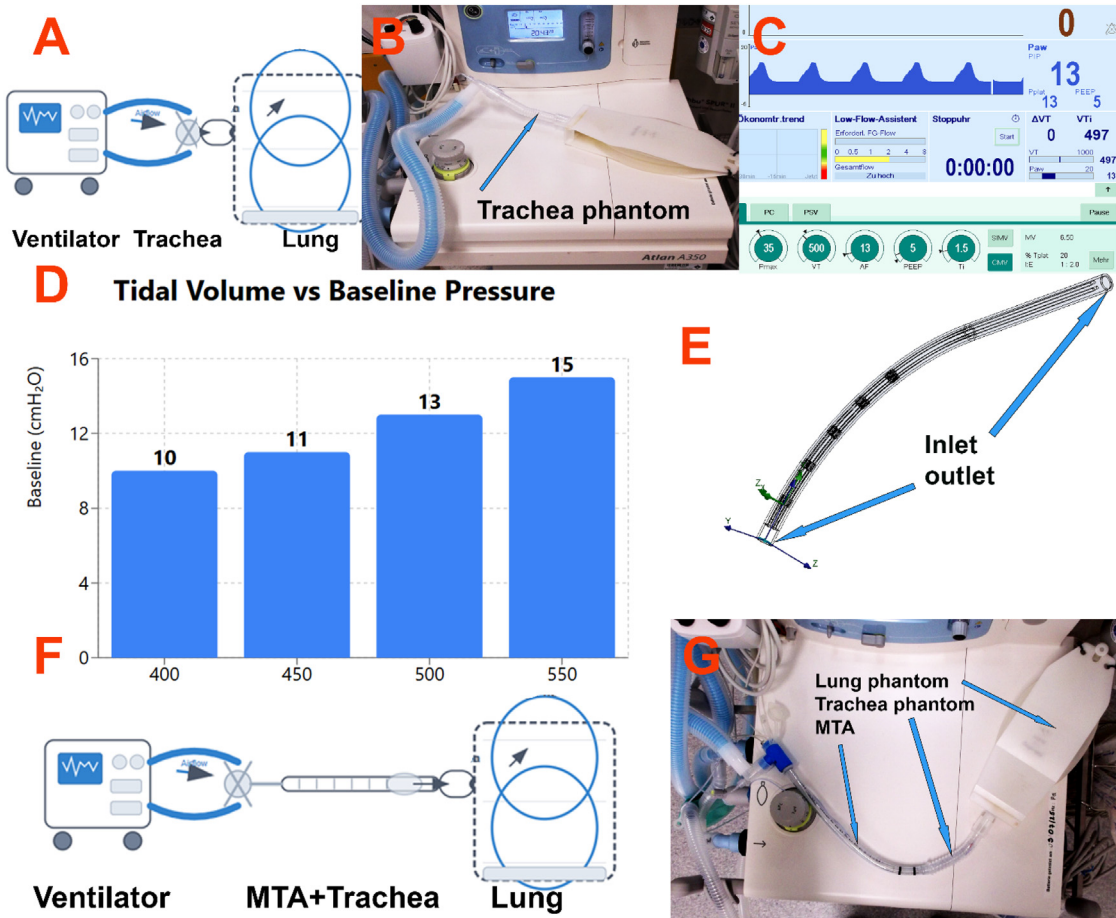 A
Airflow
Ventilator Trachea Lung
B
Trachea phantom
Atlan A350
C
0
8
Paw
PIP
13
Pplat PEEP
13 5
20
-4
Ökonomtr.trend
Low-Flow-Assistent
Erforderl. FG-Flow
0 0.5 1 2 4 8
Gesamtflow
Zu hoch
Stoppuhr
Start
0:00:00
ΔVT VTi
0 497
VT 1000
497
Paw 20
13
PC PSV Pause
35 500 13 5 1.5
Pmax VT AF PEEP Ti
SIMV
CMV
MV 6.50
% Tplat 20
I:E 1 : 2.0
Mehr
D
Tidal Volume vs Baseline Pressure
Baseline (cmH₂O)
16
12
8
4
0
10
11
13
15
400 450 500 550
E
Inlet
outlet
Z
Y
Z
F
Airflow
Ventilator MTA+Trachea Lung
G
Lung phantom
Trachea phantom
MTA